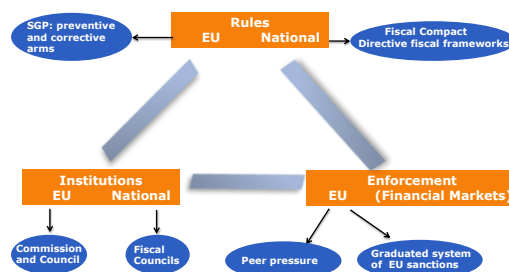 SGP: preventive
and corrective
arms
Rules
EU National
Fiscal Compact
Directive fiscal frameworks
Institutions
EU National
Enforcement
EU (Financial Markets)
Commission
and Council
Fiscal
Councils
Peer pressure
Graduated system
of EU sanctions